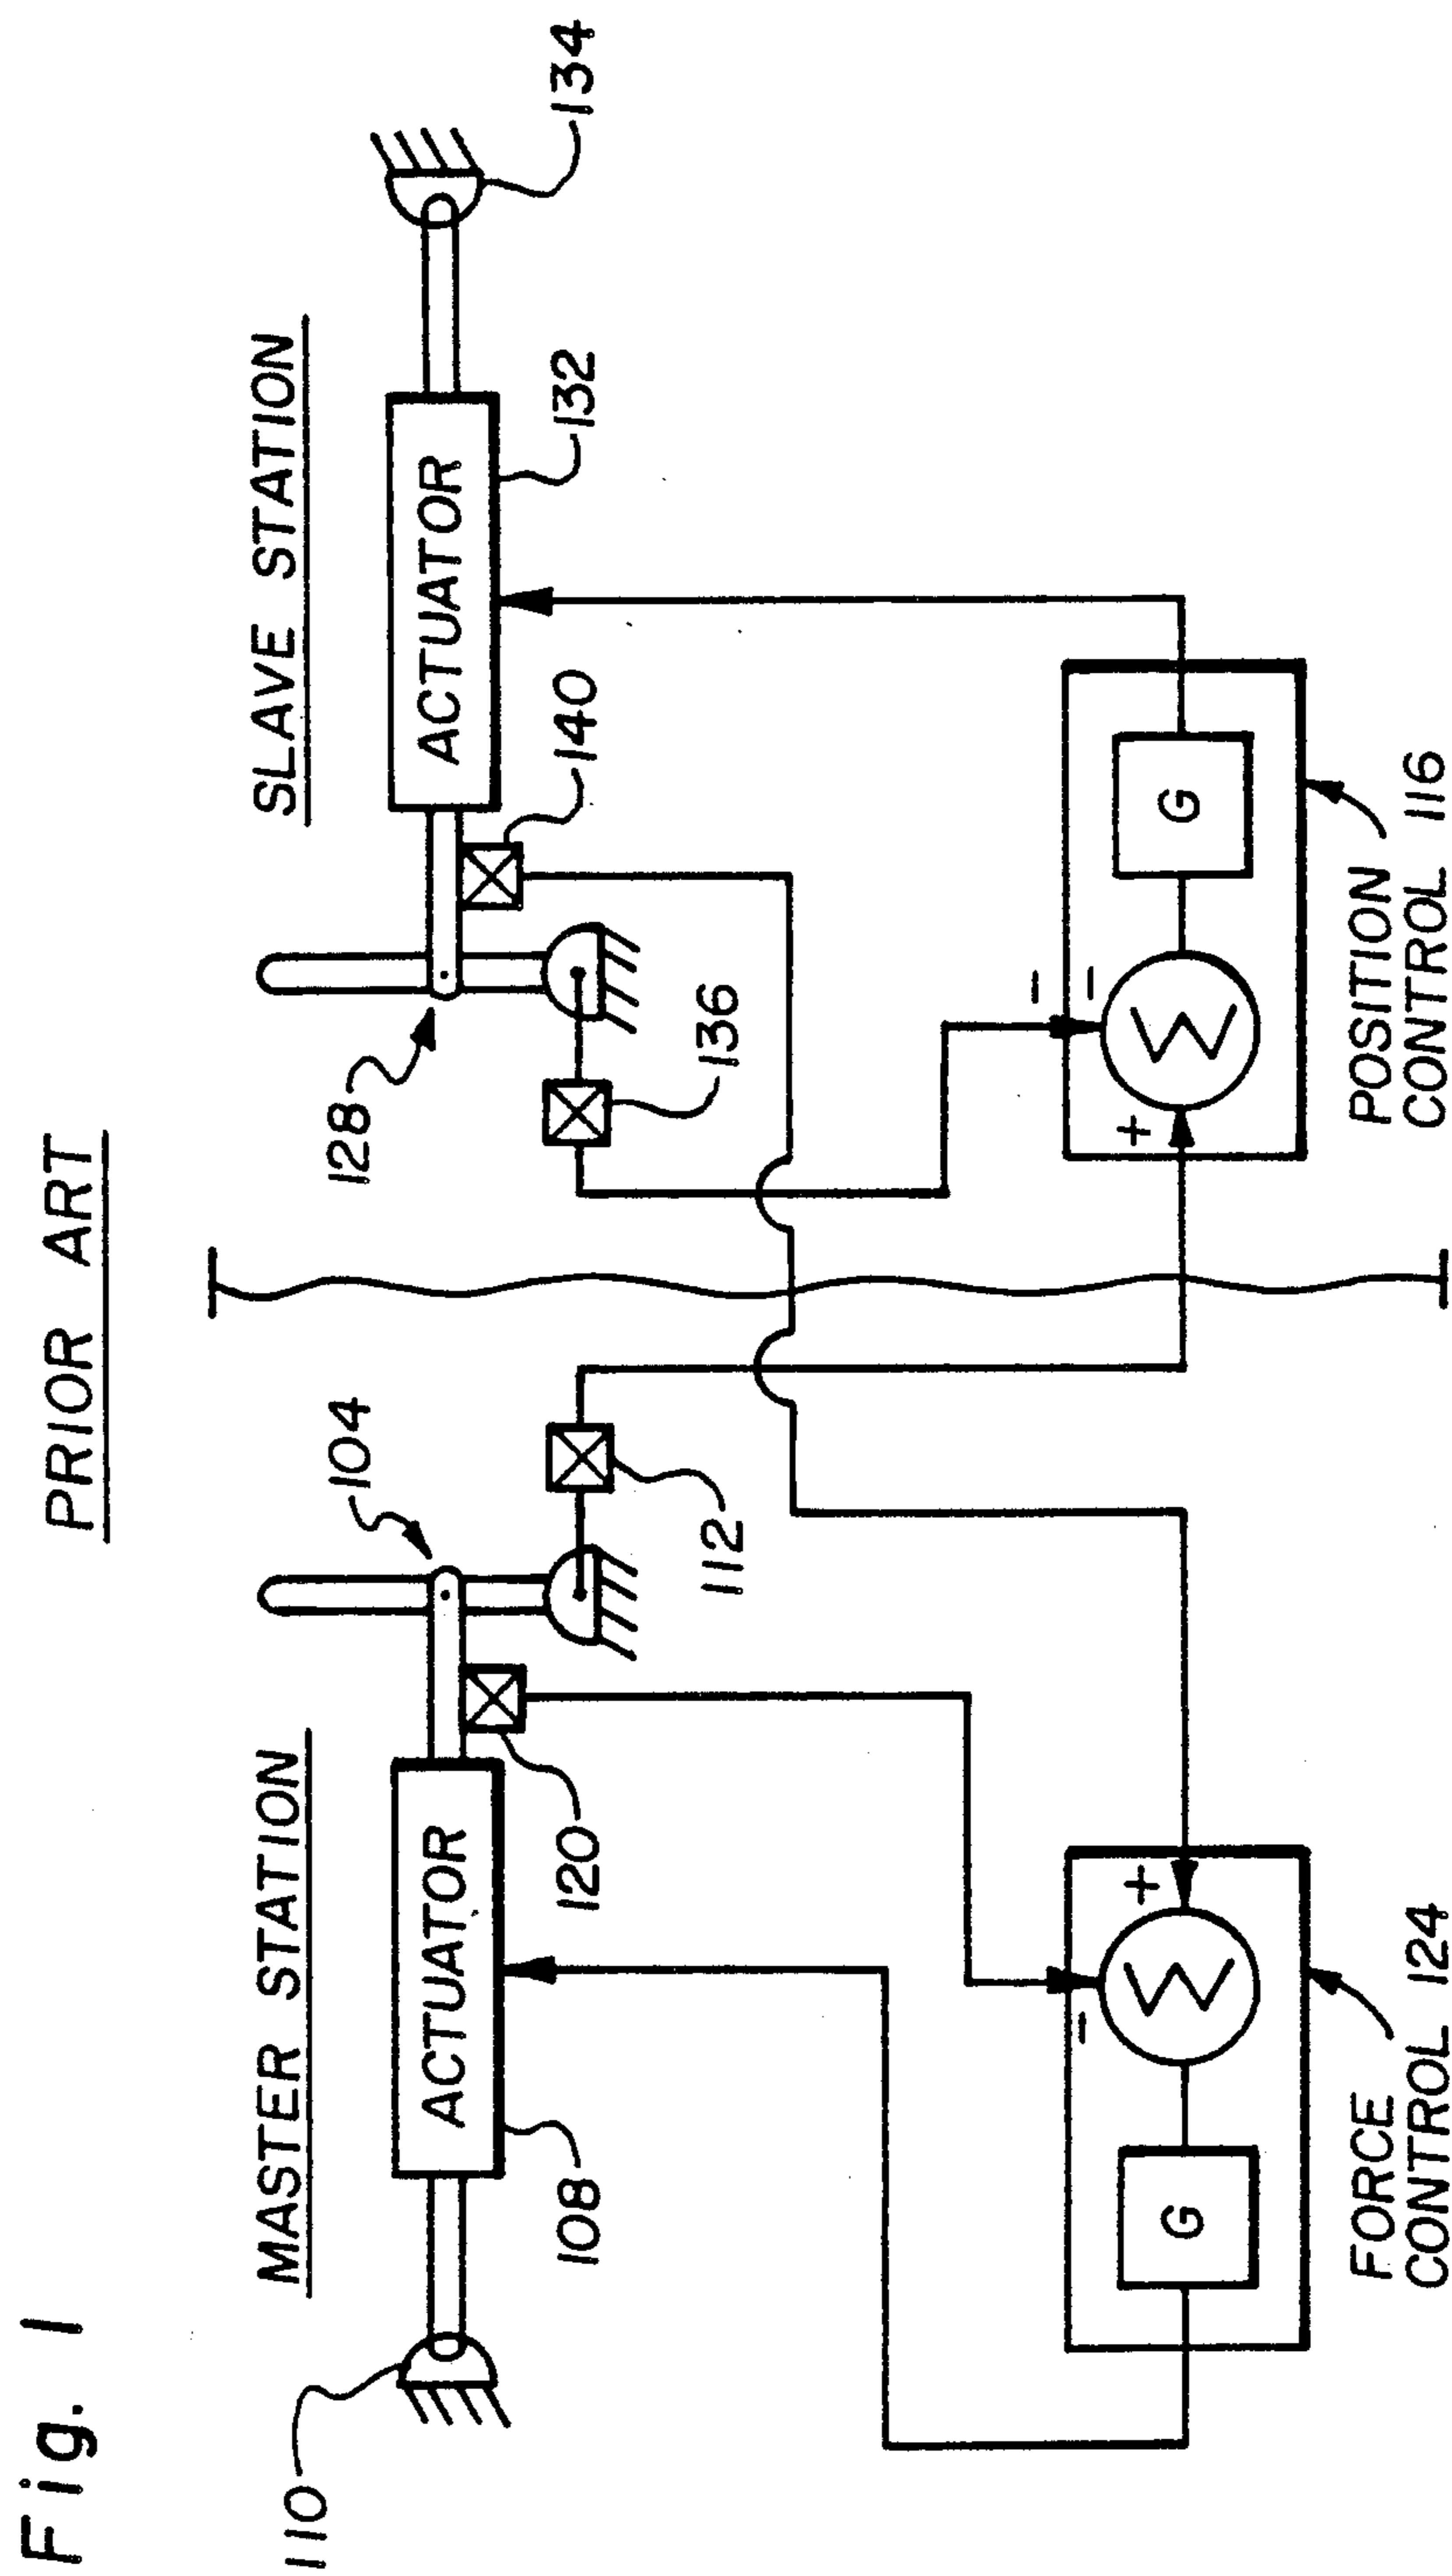 Fig. 1
PRIOR ART
MASTER STATION
SLAVE STATION
110
104
128
ACTUATOR
ACTUATOR
108
120
112
136
140
132
134
+
-
+
-
-
Σ
G
G
Σ
FORCE
CONTROL 124
POSITION
CONTROL 116